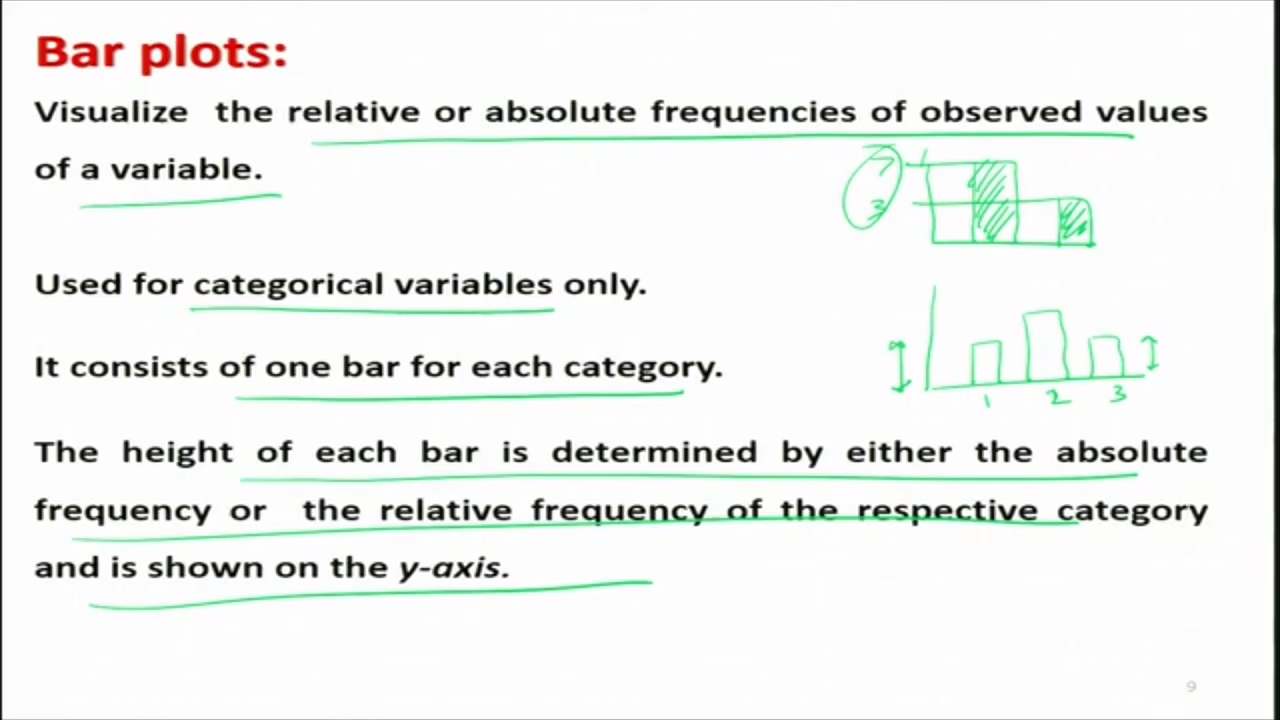 Bar plots:
Visualize the relative or absolute frequencies of observed values
of a variable.
7
3
Used for categorical variables only.
It consists of one bar for each category.
1 2 3
The height of each bar is determined by either the absolute
frequency or the relative frequency of the respective category
and is shown on the y-axis.
9